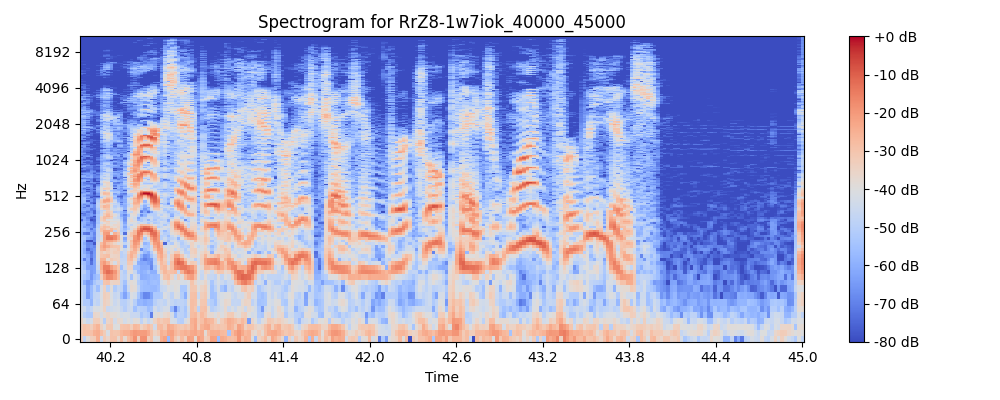 Spectrogram for RrZ8-1w7iok_40000_45000
Hz
8192
4096
2048
1024
512
256
128
64
0
40.2 40.8 41.4 42.0 42.6 43.2 43.8 44.4 45.0
Time
+0 dB
-10 dB
-20 dB
-30 dB
-40 dB
-50 dB
-60 dB
-70 dB
-80 dB